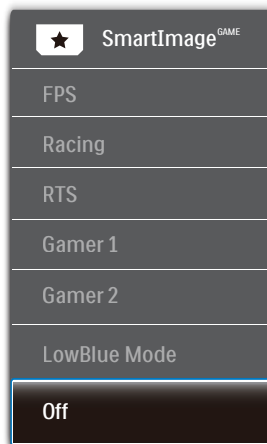 SmartImage GAME
FPS
Racing
RTS
Gamer 1
Gamer 2
LowBlue Mode
Off